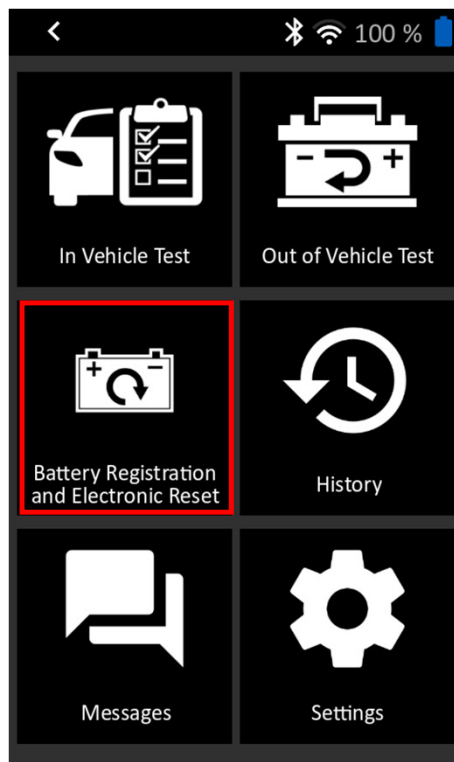 100 %
In Vehicle Test
Out of Vehicle Test
Battery Registration
and Electronic Reset
History
Messages
Settings